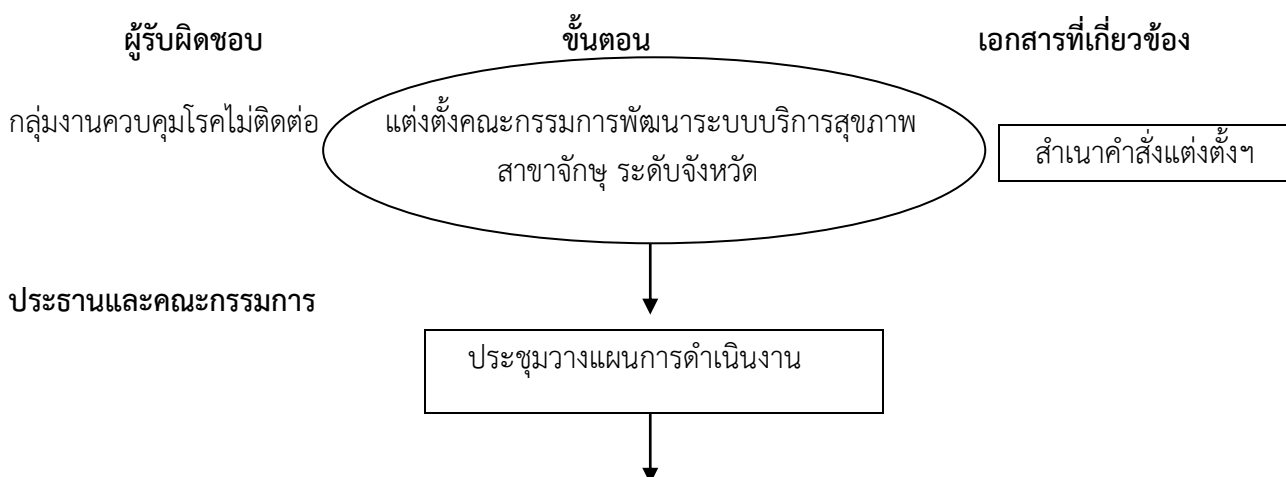 ผู้รับผิดชอบ ขั้นตอน เอกสารที่เกี่ยวข้อง
กลุ่มงานควบคุมโรคไม่ติดต่อ
แต่งตั้งคณะกรรมการพัฒนาระบบบริการสุขภาพ
สาขาจักษุ ระดับจังหวัด
สำเนาคำสั่งแต่งตั้งฯ
ประธานและคณะกรรมการ
ประชุมวางแผนการดำเนินงาน